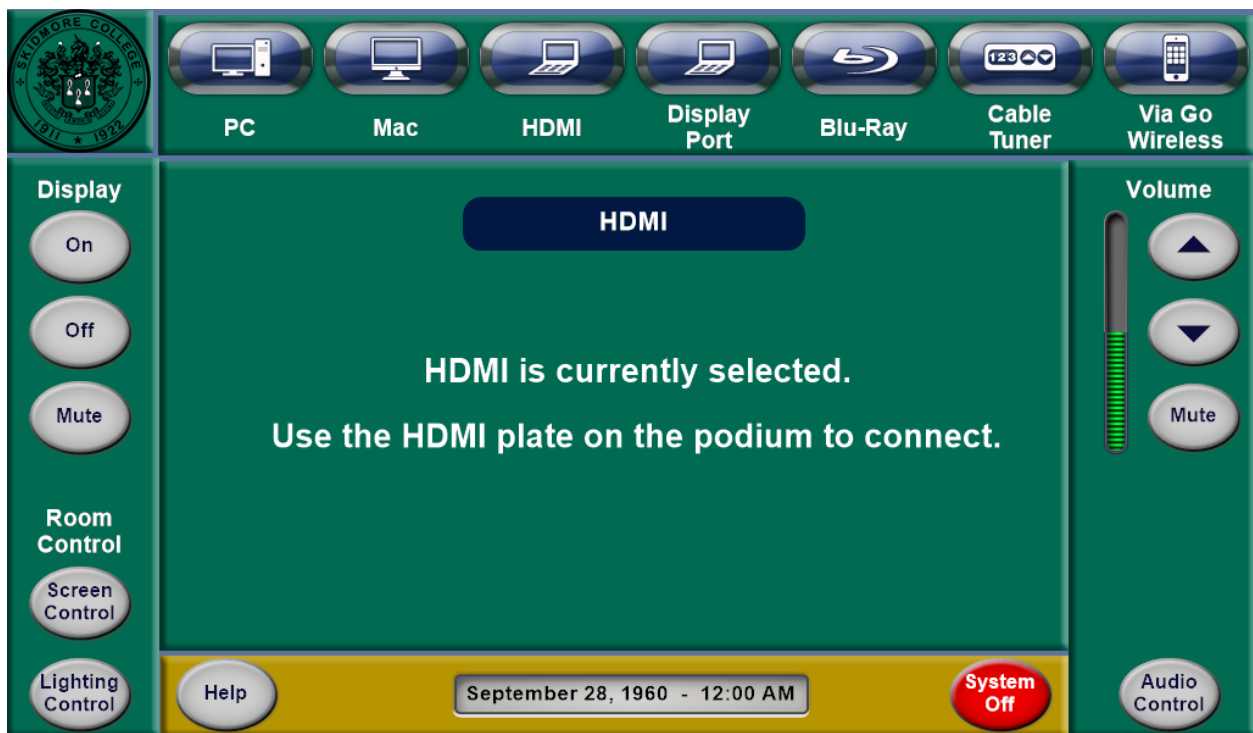 SKIDMORE COLLEGE
1911 ★ 1922
PC
Mac
HDMI
Display
Port
Blu-Ray
123
Cable
Tuner
Via Go
Wireless
Display
On
Off
Mute
Room
Control
Screen
Control
Lighting
Control
HDMI
HDMI is currently selected.
Use the HDMI plate on the podium to connect.
Volume
Mute
Audio
Control
Help
September 28, 1960 - 12:00 AM
System
Off